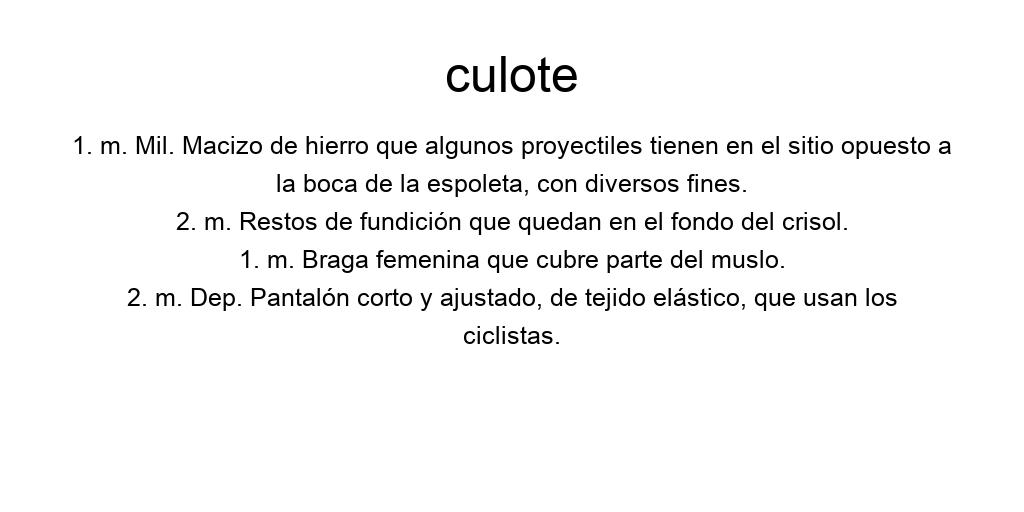 culote
1. m. Mil. Macizo de hierro que algunos proyectiles tienen en el sitio opuesto a
la boca de la espoleta, con diversos fines.
2. m. Restos de fundición que quedan en el fondo del crisol.
1. m. Braga femenina que cubre parte del muslo.
2. m. Dep. Pantalón corto y ajustado, de tejido elástico, que usan los
ciclistas.